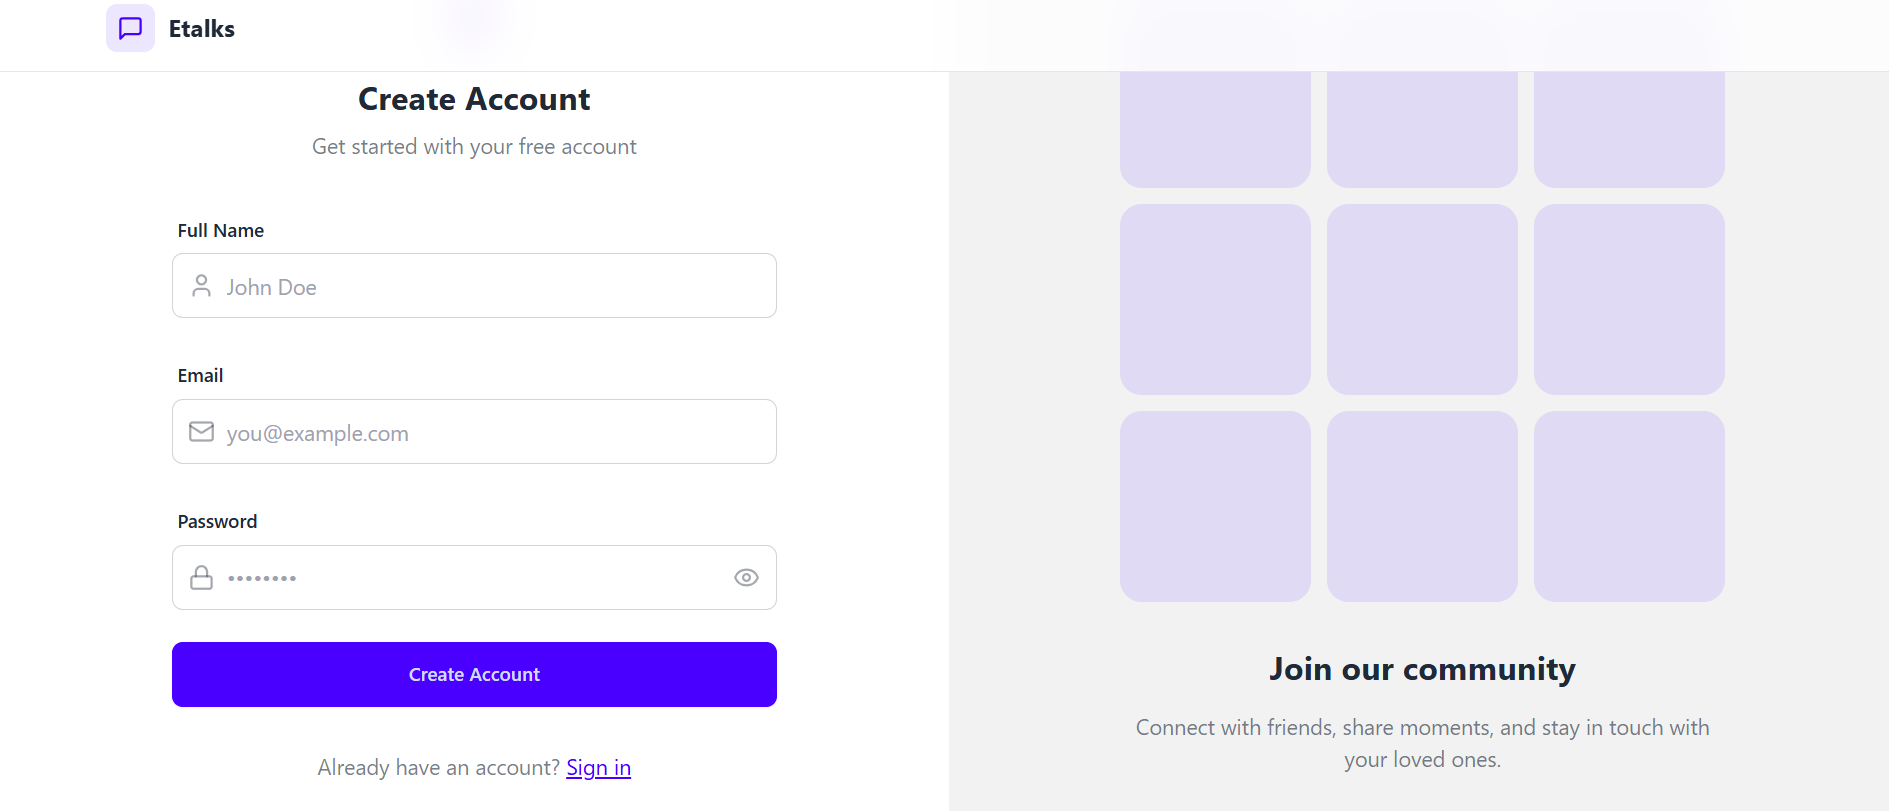 Etalks
Create Account
Get started with your free account
Full Name
John Doe
Email
you@example.com
Password
••••••••
Create Account
Already have an account? Sign in
Join our community
Connect with friends, share moments, and stay in touch with
your loved ones.